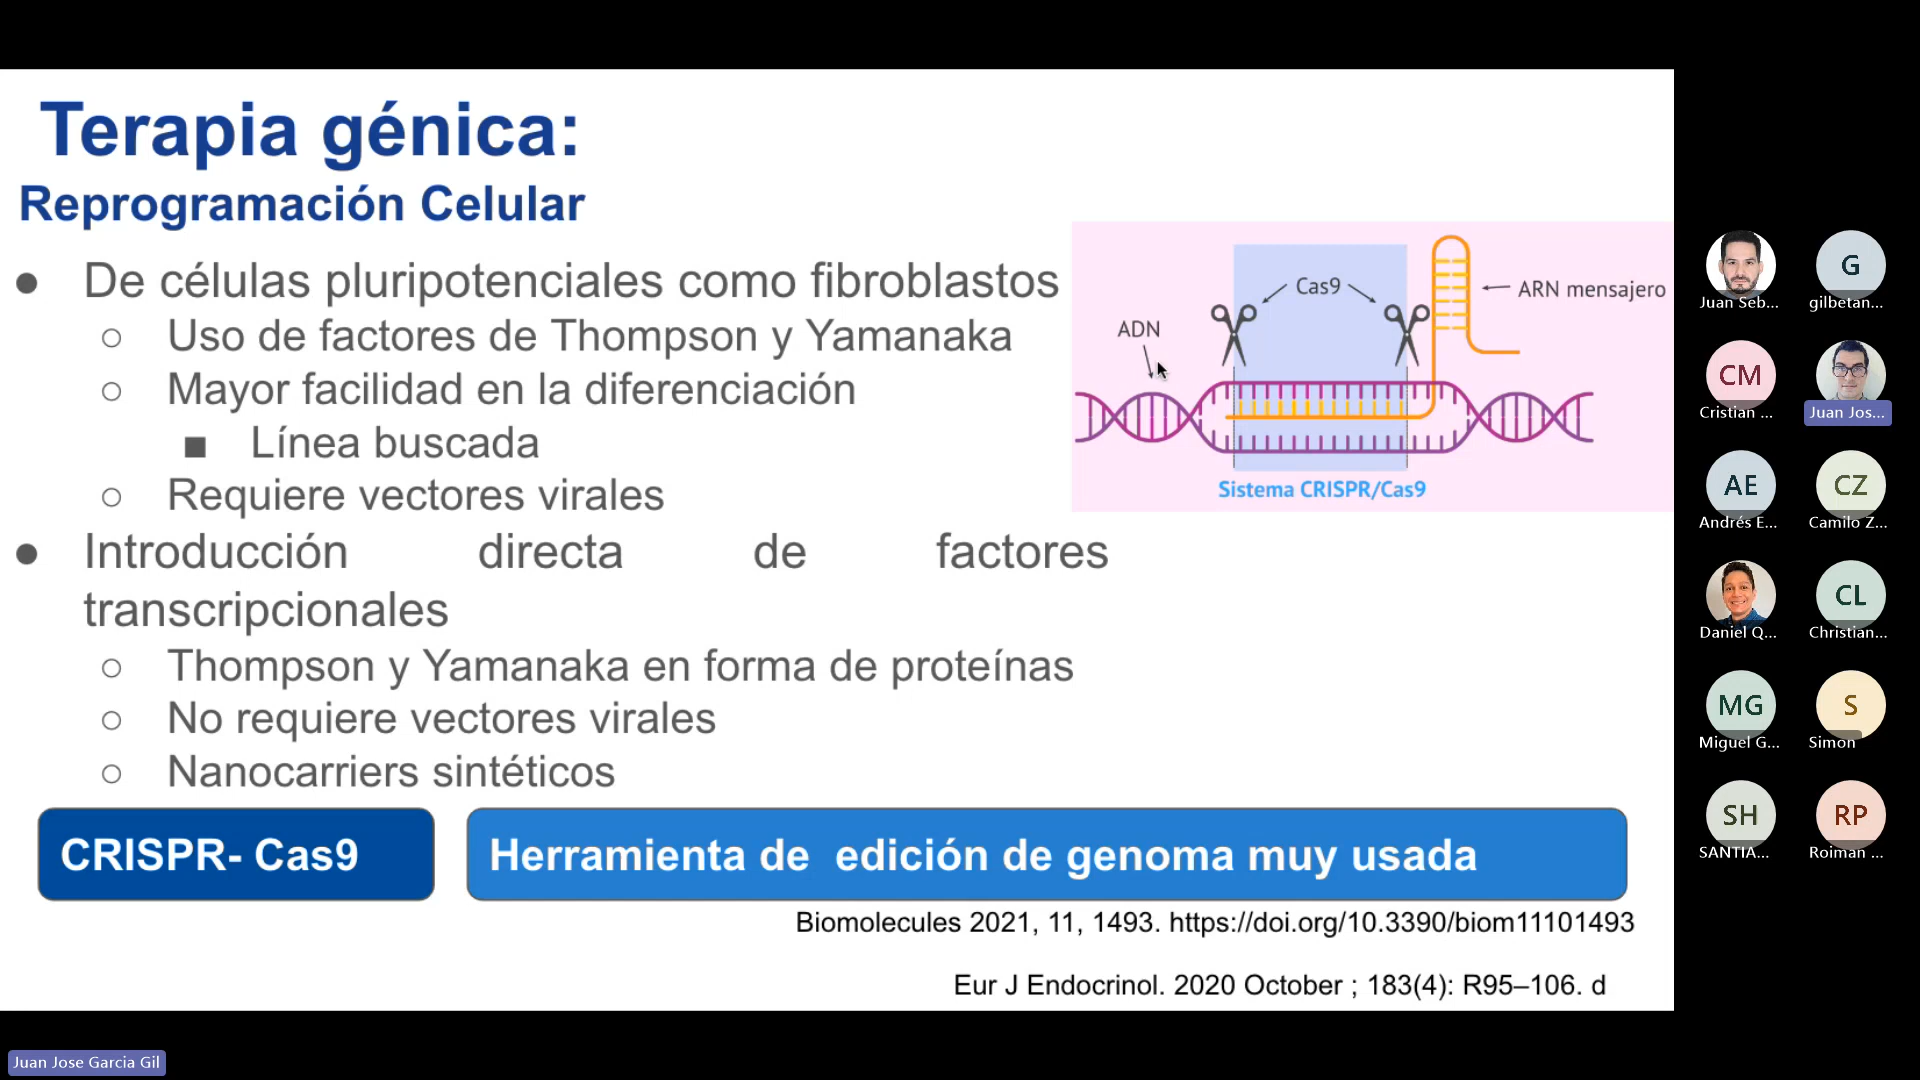 Terapia génica:
Reprogramación Celular
● De células pluripotenciales como fibroblastos
○ Uso de factores de Thompson y Yamanaka
○ Mayor facilidad en la diferenciación
■ Línea buscada
○ Requiere vectores virales
● Introducción directa de factores
transcripcionales
○ Thompson y Yamanaka en forma de proteínas
○ No requiere vectores virales
○ Nanocarriers sintéticos
Cas9
ARN mensajero
ADN
Sistema CRISPR/Cas9
CRISPR- Cas9
Herramienta de edición de genoma muy usada
Biomolecules 2021, 11, 1493. https://doi.org/10.3390/biom11101493
Eur J Endocrinol. 2020 October ; 183(4): R95–106. d
Juan Seb...
G
gilbetan...
CM
Cristian ...
Juan Jos...
AE
Andrés E...
CZ
Camilo Z...
Daniel Q...
CL
Christian...
MG
Miguel G...
S
Simon
SH
SANTIA...
RP
Roiman ...
Juan Jose Garcia Gil